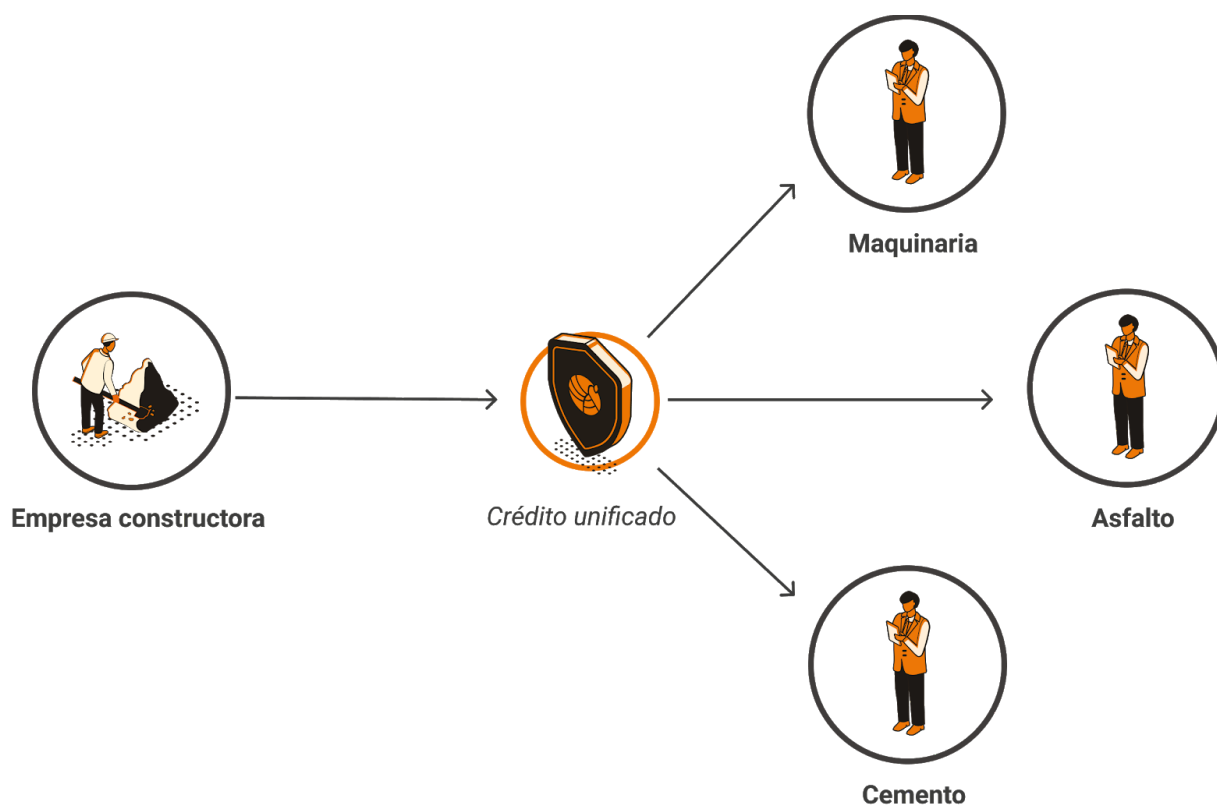 Maquinaria
Empresa constructora
Crédito unificado
Asfalto
Cemento